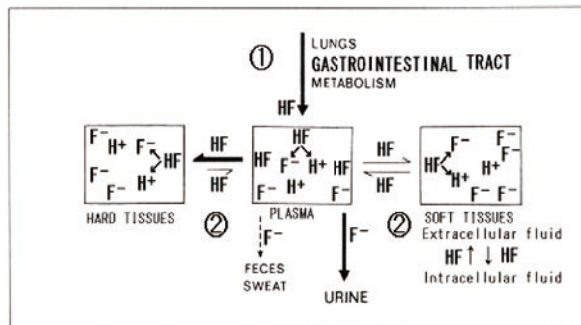 ① LUNGS
GASTROINTESTINAL TRACT
METABOLISM
HF
F⁻ H+ F⁻ HF F⁻ H+ F⁻
HF
HF
HF HF F⁻ H+ HF F⁻ H+ F⁻
HF
HF
F⁻ F⁻ HF H+ H+ F⁻ F⁻ F⁻
HARD TISSUES
②
PLASMA
②
SOFT TISSUES
F⁻
F⁻
Extracellular fluid
HF ↑ ↓ HF
Intracellular fluid
FECES
SWEAT
URINE